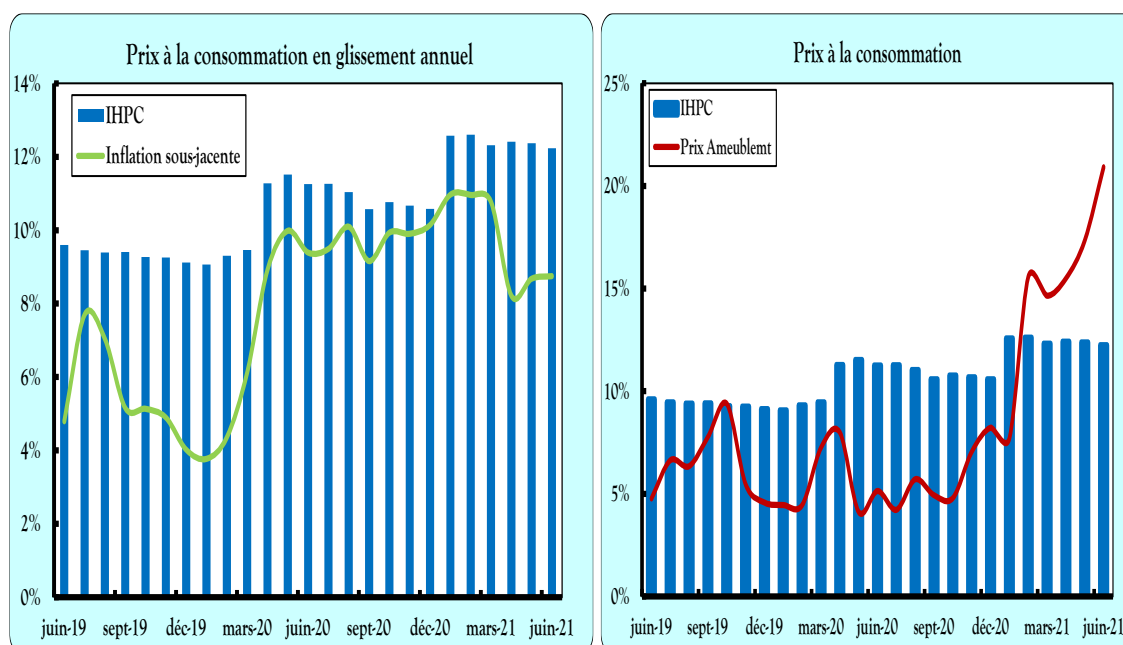 Prix à la consommation en glissement annuel
14%
12%
10%
8%
6%
4%
2%
0%
IHPC
Inflation sous-jacente
juin-19 sept-19 déc-19 mars-20 juin-20 sept-20 déc-20 mars-21 juin-21
Prix à la consommation
25%
20%
15%
10%
5%
0%
IHPC
Prix Ameublemt
juin-19 sept-19 déc-19 mars-20 juin-20 sept-20 déc-20 mars-21 juin-21